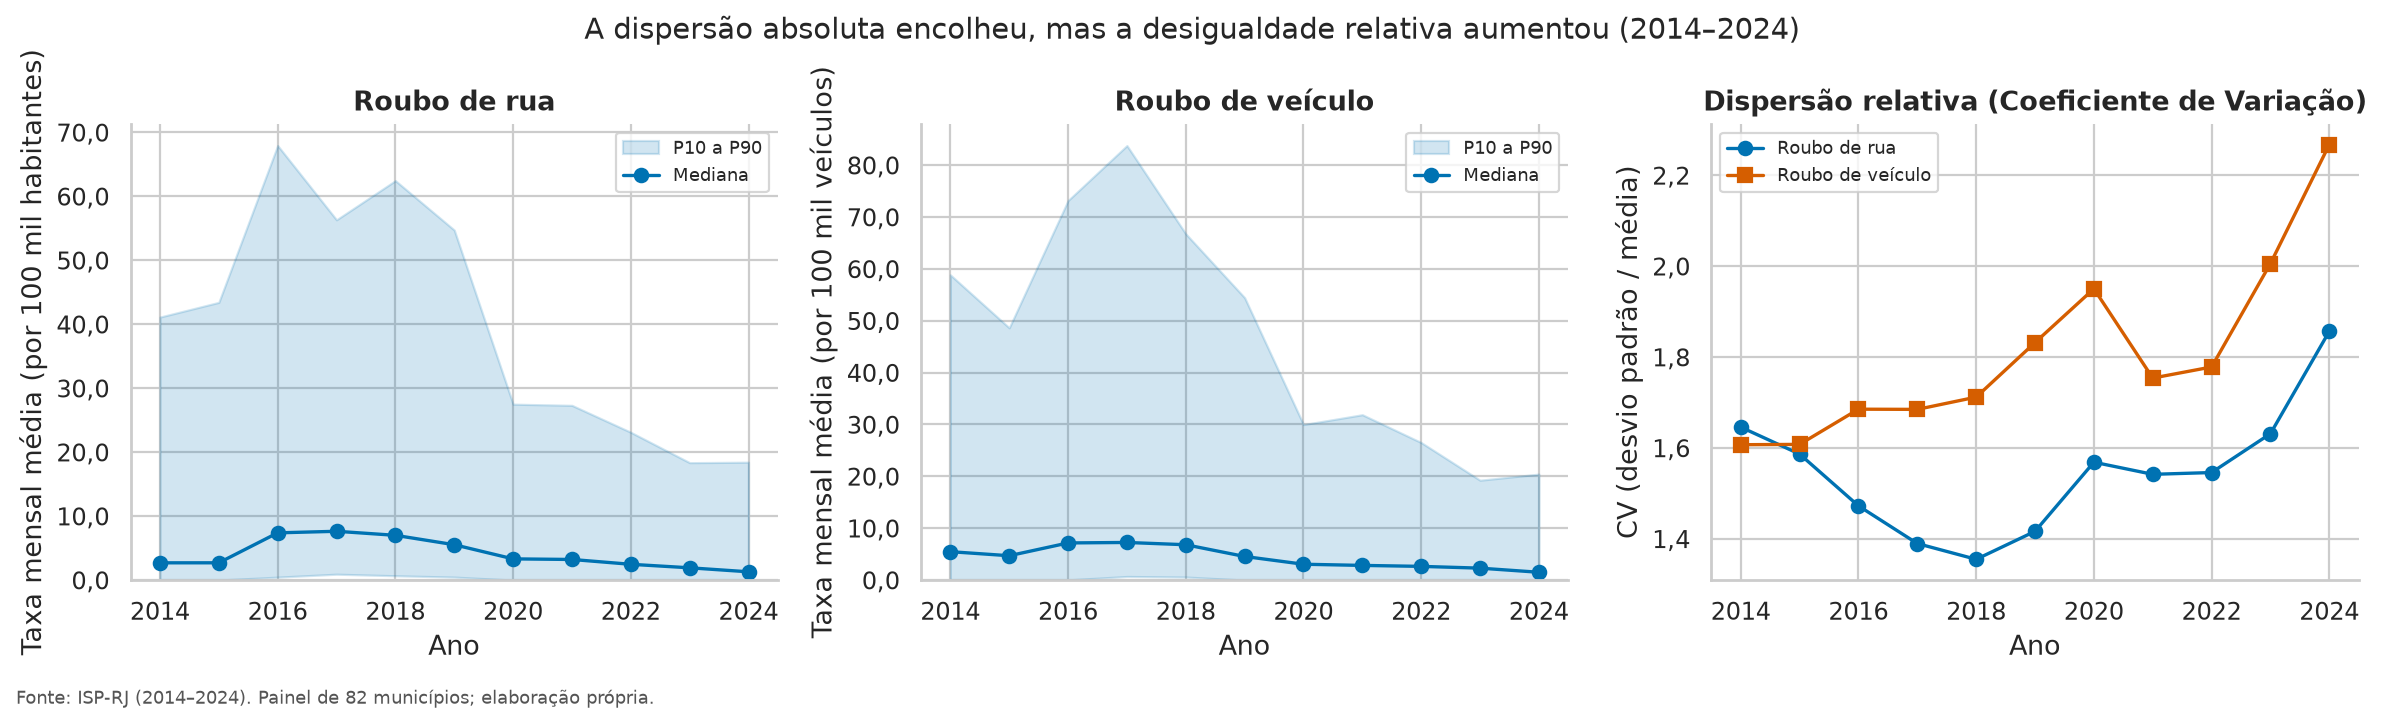 A dispersão absoluta encolheu, mas a desigualdade relativa aumentou (2014–2024)
Roubo de rua
Taxa mensal média (por 100 mil habitantes)
70,0
60,0
50,0
40,0
30,0
20,0
10,0
0,0
P10 a P90
Mediana
2014 2016 2018 2020 2022 2024
Ano
Roubo de veículo
Taxa mensal média (por 100 mil veículos)
80,0
70,0
60,0
50,0
40,0
30,0
20,0
10,0
0,0
P10 a P90
Mediana
2014 2016 2018 2020 2022 2024
Ano
Dispersão relativa (Coeficiente de Variação)
CV (desvio padrão / média)
2,2
2,0
1,8
1,6
1,4
Roubo de rua
Roubo de veículo
2014 2016 2018 2020 2022 2024
Ano
Fonte: ISP-RJ (2014–2024). Painel de 82 municípios; elaboração própria.